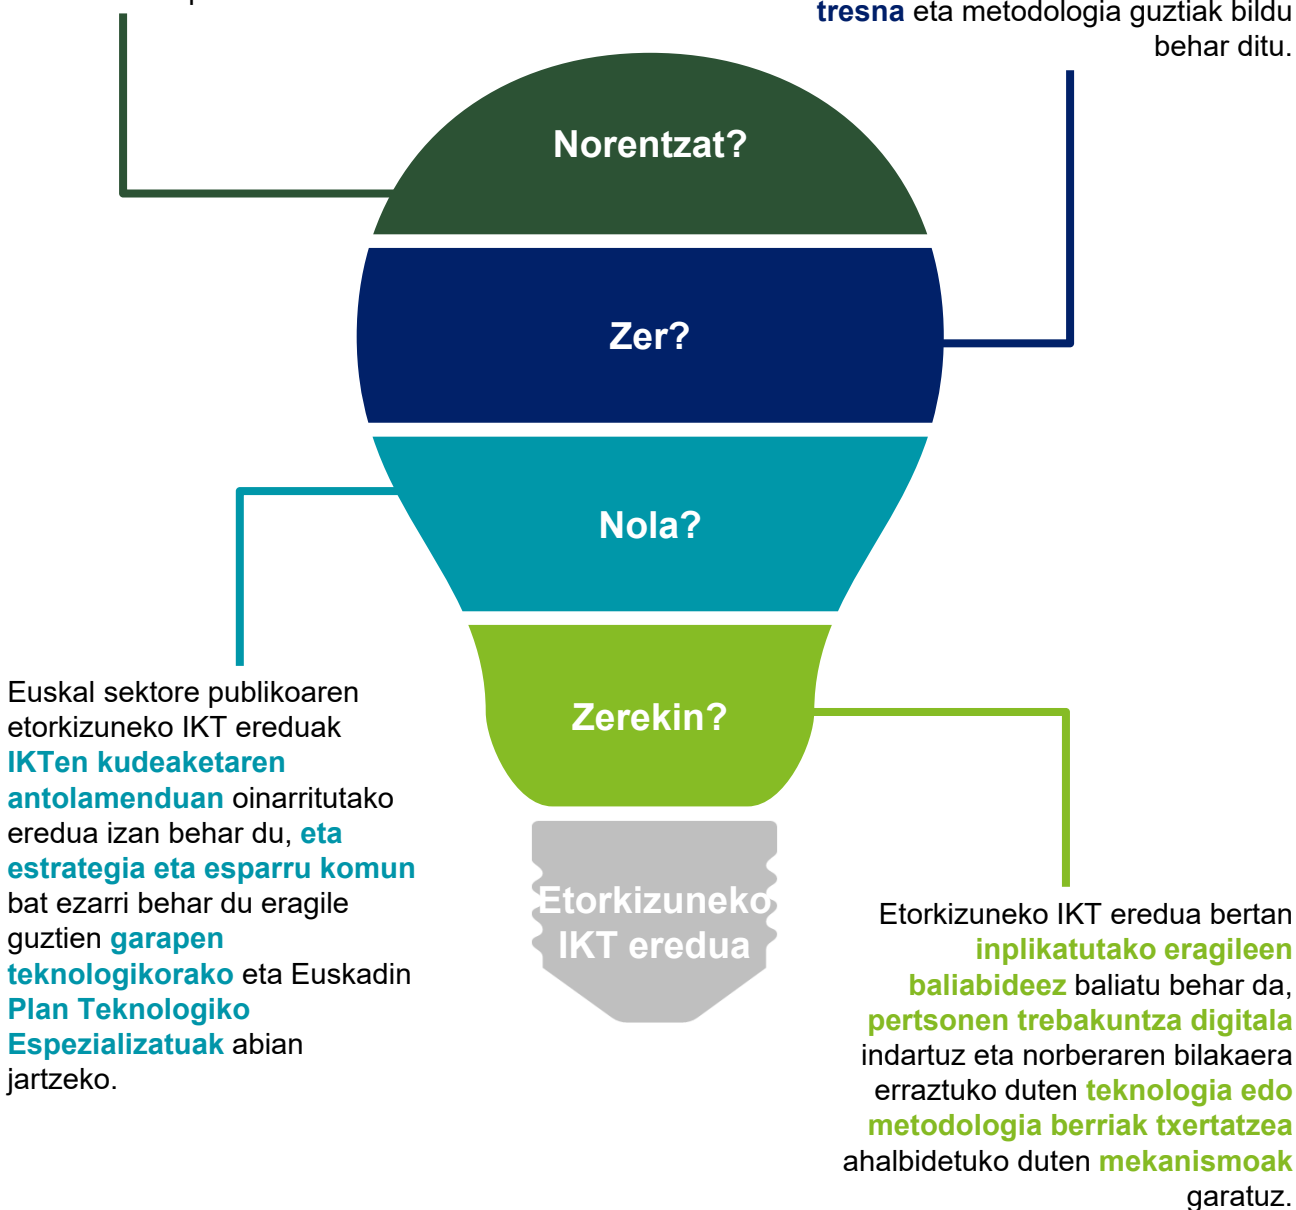 tresna eta metodologia guztiak bildu
behar ditu.
Norentzat?
Zer?
Nola?
Zerekin?
Etorkizuneko
IKT eredua
Euskal sektore publikoaren
etorkizuneko IKT ereduak
IKTen kudeaketaren
antolamenduan oinarritutako
eredua izan behar du, eta
estrategia eta esparru komun
bat ezarri behar du eragile
guztien garapen
teknologikorako eta Euskadin
Plan Teknologiko
Espezializatuak abian
jartzeko.
Etorkizuneko IKT eredua bertan
inplikatutako eragileen
baliabideez baliatu behar da,
pertsonen trebakuntza digitala
indartuz eta norberaren bilakaera
erraztuko duten teknologia edo
metodologia berriak txertatzea
ahalbidetuko duten mekanismoak
garatuz.